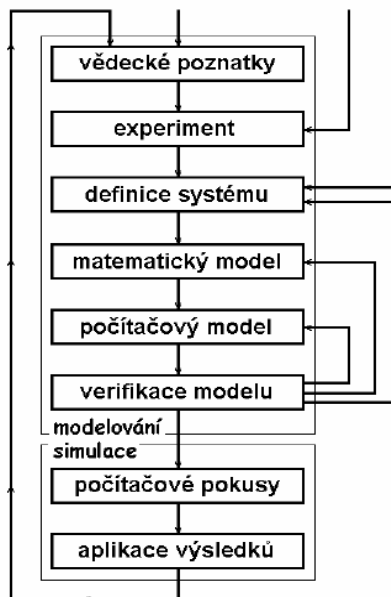 vědecké poznatky
experiment
definice systému
matematický model
počítačový model
verifikace modelu
modelování
simulace
počítačové pokusy
aplikace výsledků